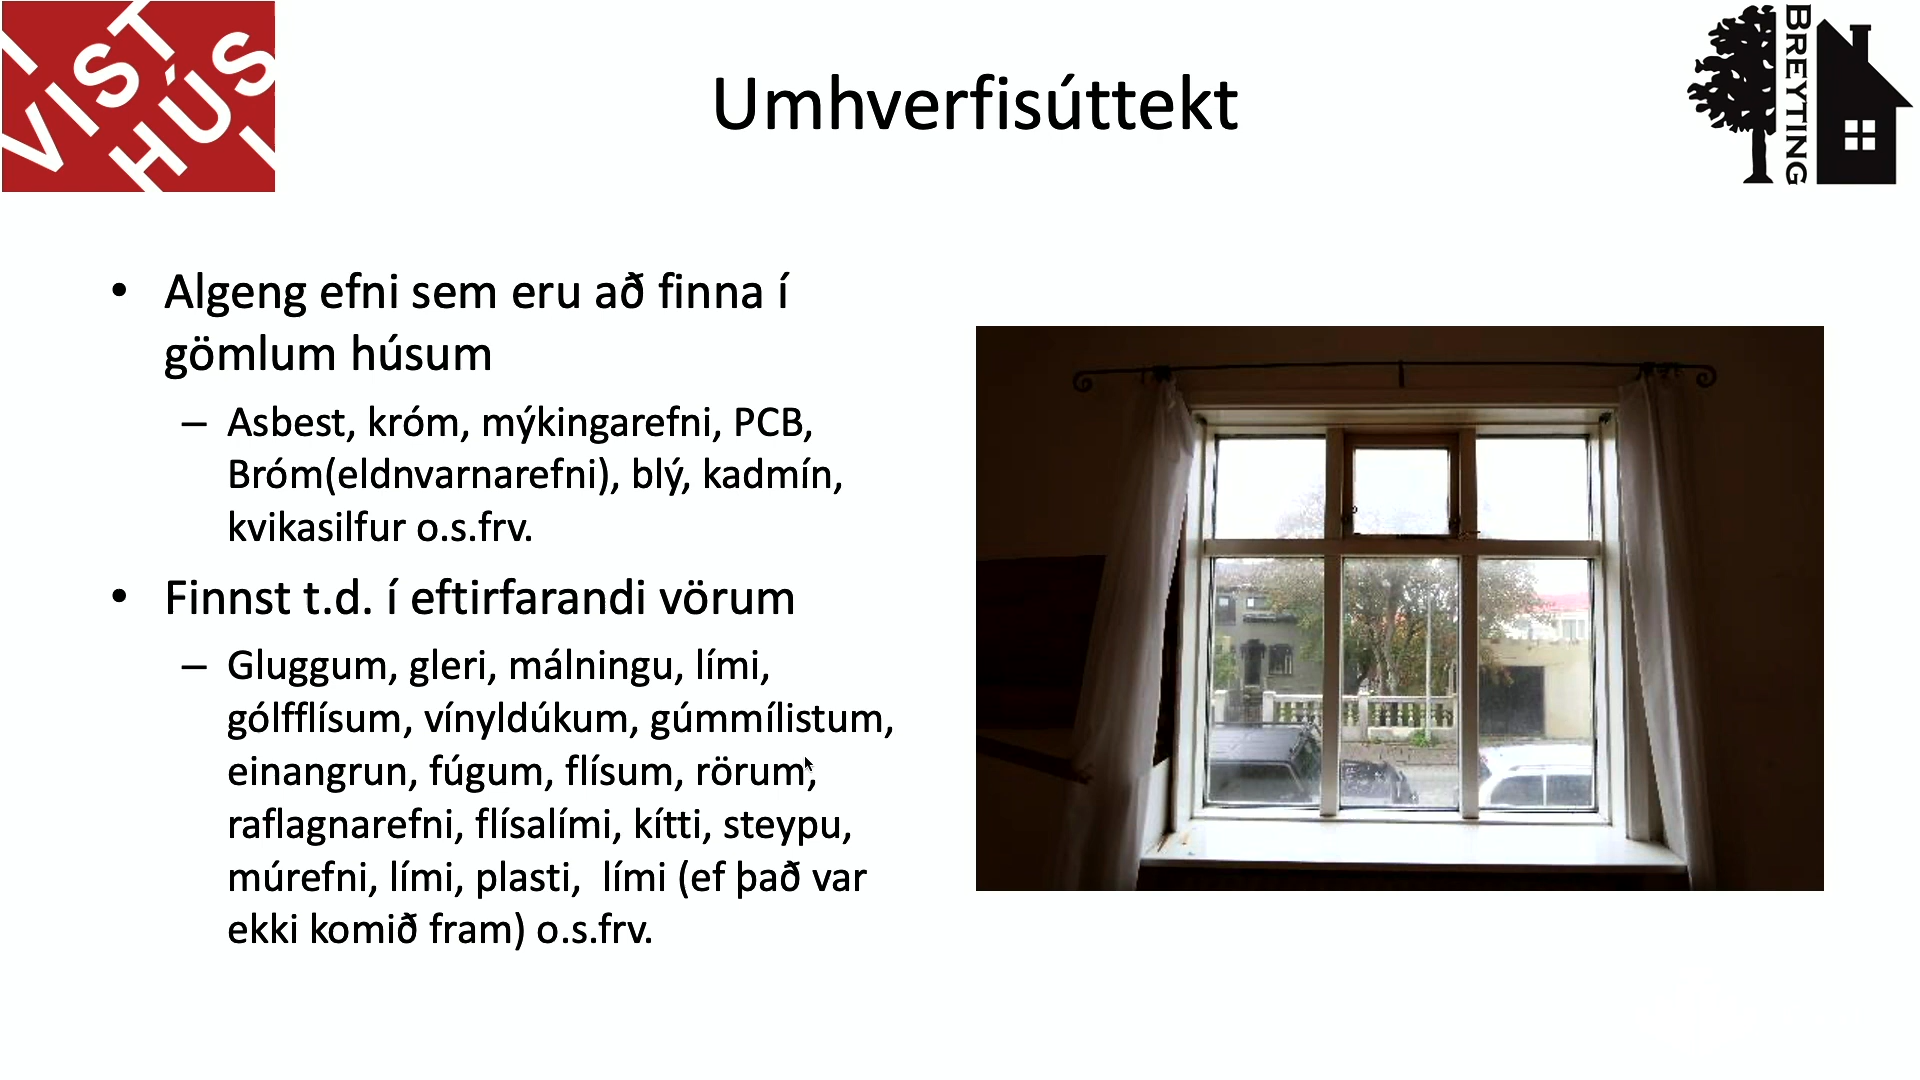 VIST
HÚS
Umhverfisúttekt
BREYTING
• Algeng efni sem eru að finna í
gömlum húsum
– Asbest, króm, mýkingarefni, PCB,
Bróm(eldnvarnarefni), blý, kadmín,
kvikasilfur o.s.frv.
• Finnst t.d. í eftirfarandi vörum
– Gluggum, gleri, málningu, lími,
gólfflísum, vínyldúkum, gúmmílistum,
einangrun, fúgum, flísum, rörum,
raflagnarefni, flísalími, kítti, steypu,
múrefni, lími, plasti, lími (ef það var
ekki komið fram) o.s.frv.